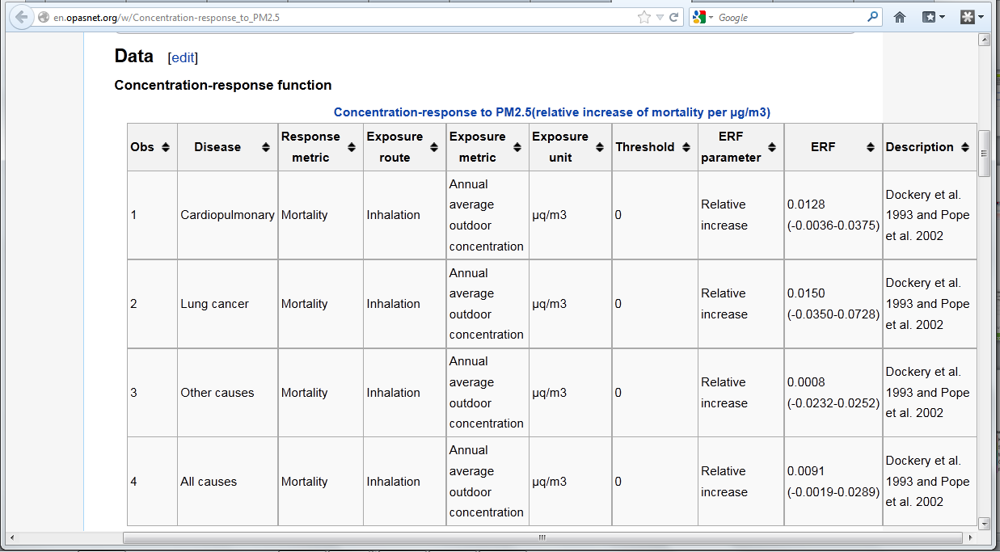 en.opasnet.org/w/Concentration-response_to_PM2.5
Google
Data [edit]
Concentration-response function
Concentration-response to PM2.5(relative increase of mortality per µg/m3)
Obs Disease Response metric Exposure route Exposure metric Exposure unit Threshold ERF parameter ERF Description
1 Cardiopulmonary Mortality Inhalation Annual average outdoor concentration µq/m3 0 Relative increase 0.0128 (-0.0036-0.0375) Dockery et al. 1993 and Pope et al. 2002
2 Lung cancer Mortality Inhalation Annual average outdoor concentration µq/m3 0 Relative increase 0.0150 (-0.0350-0.0728) Dockery et al. 1993 and Pope et al. 2002
3 Other causes Mortality Inhalation Annual average outdoor concentration µq/m3 0 Relative increase 0.0008 (-0.0232-0.0252) Dockery et al. 1993 and Pope et al. 2002
4 All causes Mortality Inhalation Annual average outdoor concentration µq/m3 0 Relative increase 0.0091 (-0.0019-0.0289) Dockery et al. 1993 and Pope et al. 2002